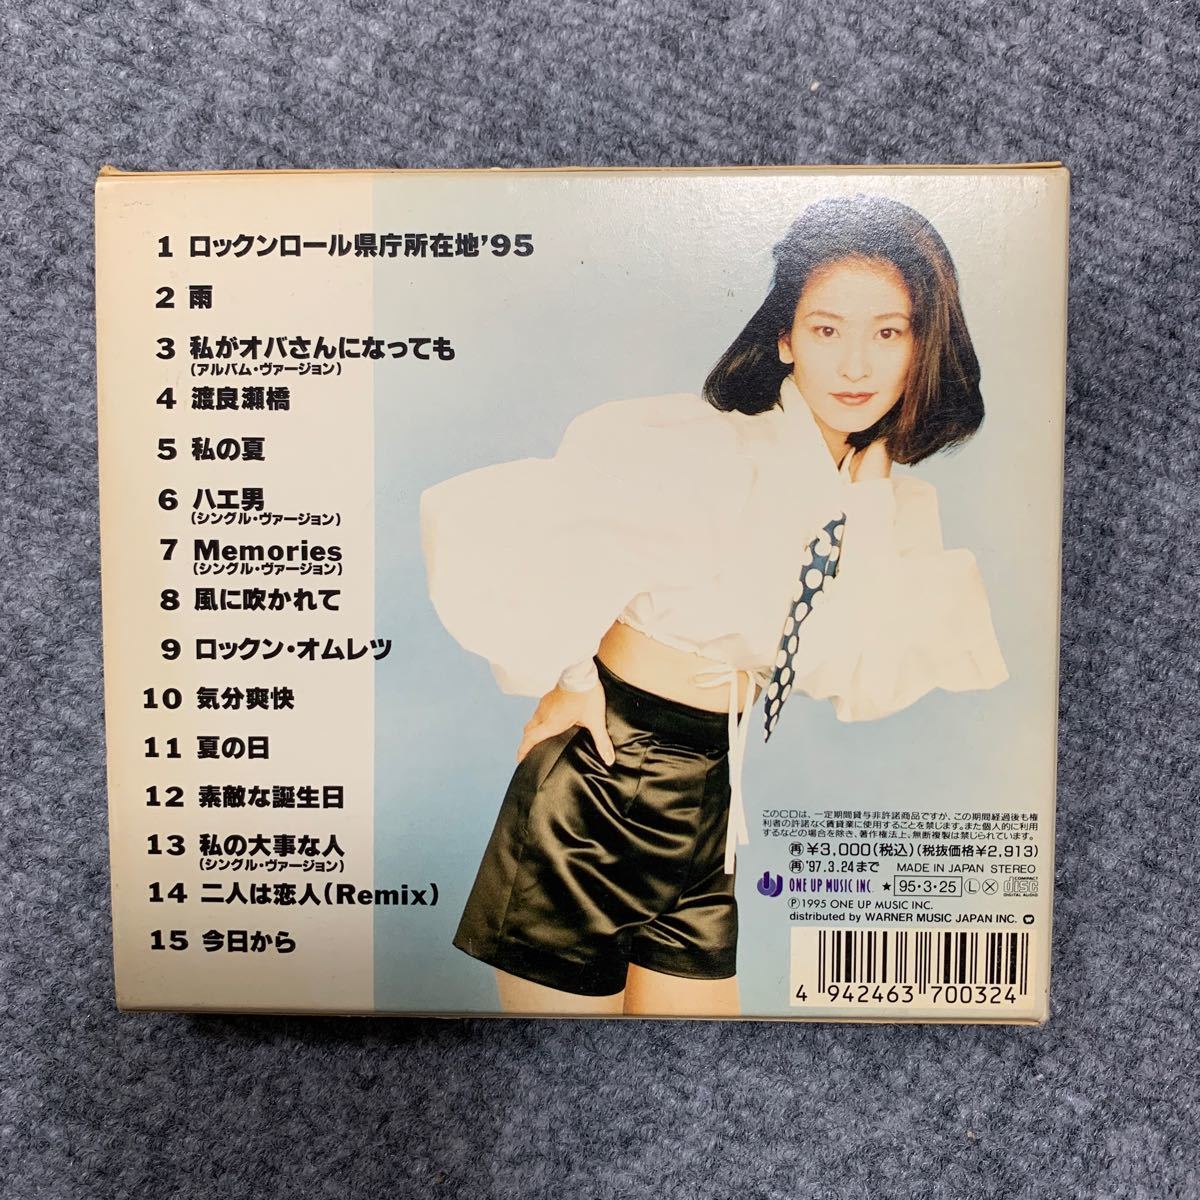 1 ロックンロール県庁所在地'95
2 雨
3 私がオバさんになっても
(アルバム・ヴァージョン)
4 渡良瀬橋
5 私の夏
6 ハエ男
(シングル・ヴァージョン)
7 Memories
(シングル・ヴァージョン)
8 風に吹かれて
9 ロックン・オムレツ
10 気分爽快
11 夏の日
12 素敵な誕生日
13 私の大事な人
(シングル・ヴァージョン)
14 二人は恋人(Remix)
15 今日から
このCDは、一定期間貸与非許諾商品ですが、この期間経過後も権
利者の許諾なく賃貸業に使用することを禁じます。また個人的に利用
するなどの場合を除き、著作権法上、無断複製は禁じられています。
再 ¥3,000(税込)(税抜価格¥2,913)
再 '97.3.24まで MADE IN JAPAN STEREO
ONE UP MUSIC INC. ★ 95・3・25 L X COMPACT disc DIGITAL AUDIO
℗1995 ONE UP MUSIC INC.
distributed by WARNER MUSIC JAPAN INC.
4 942463 700324